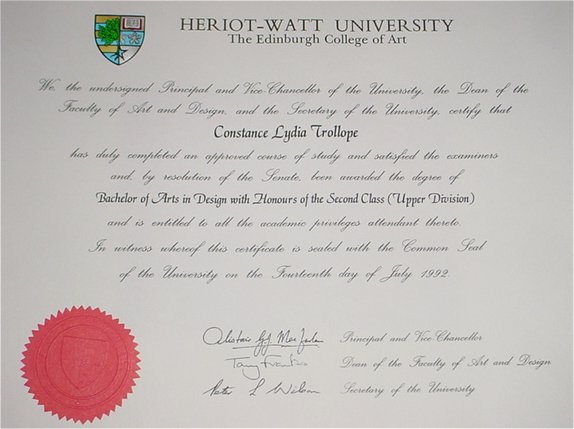 HERIOT-WATT UNIVERSITY
The Edinburgh College of Art
We, the undersigned Principal and Vice-Chancellor of the University, the Dean of the
Faculty of Art and Design, and the Secretary of the University, certify that
Constance Lydia Trollope
has duly completed an approved course of study and satisfied the examiners
and, by resolution of the Senate, been awarded the degree of
Bachelor of Arts in Design with Honours of the Second Class (Upper Division)
and is entitled to all the academic privileges attendant thereto.
In witness whereof this certificate is sealed with the Common Seal
of the University on the Fourteenth day of July 1992.
Alistair Principal and Vice-Chancellor
Tony Dean of the Faculty of Art and Design
Peter L Wilson Secretary of the University